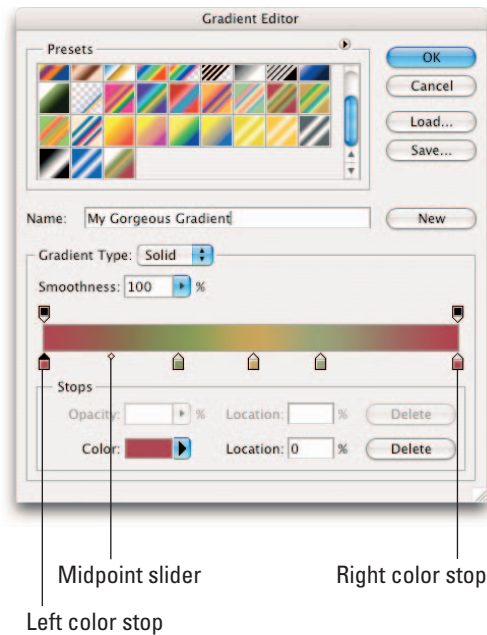 Gradient Editor
Presets
OK
Cancel
Load...
Save...
Name: My Gorgeous Gradient
New
Gradient Type: Solid
Smoothness: 100 %
Stops
Opacity: % Location: % Delete
Color: Location: 0 % Delete
Midpoint slider
Right color stop
Left color stop